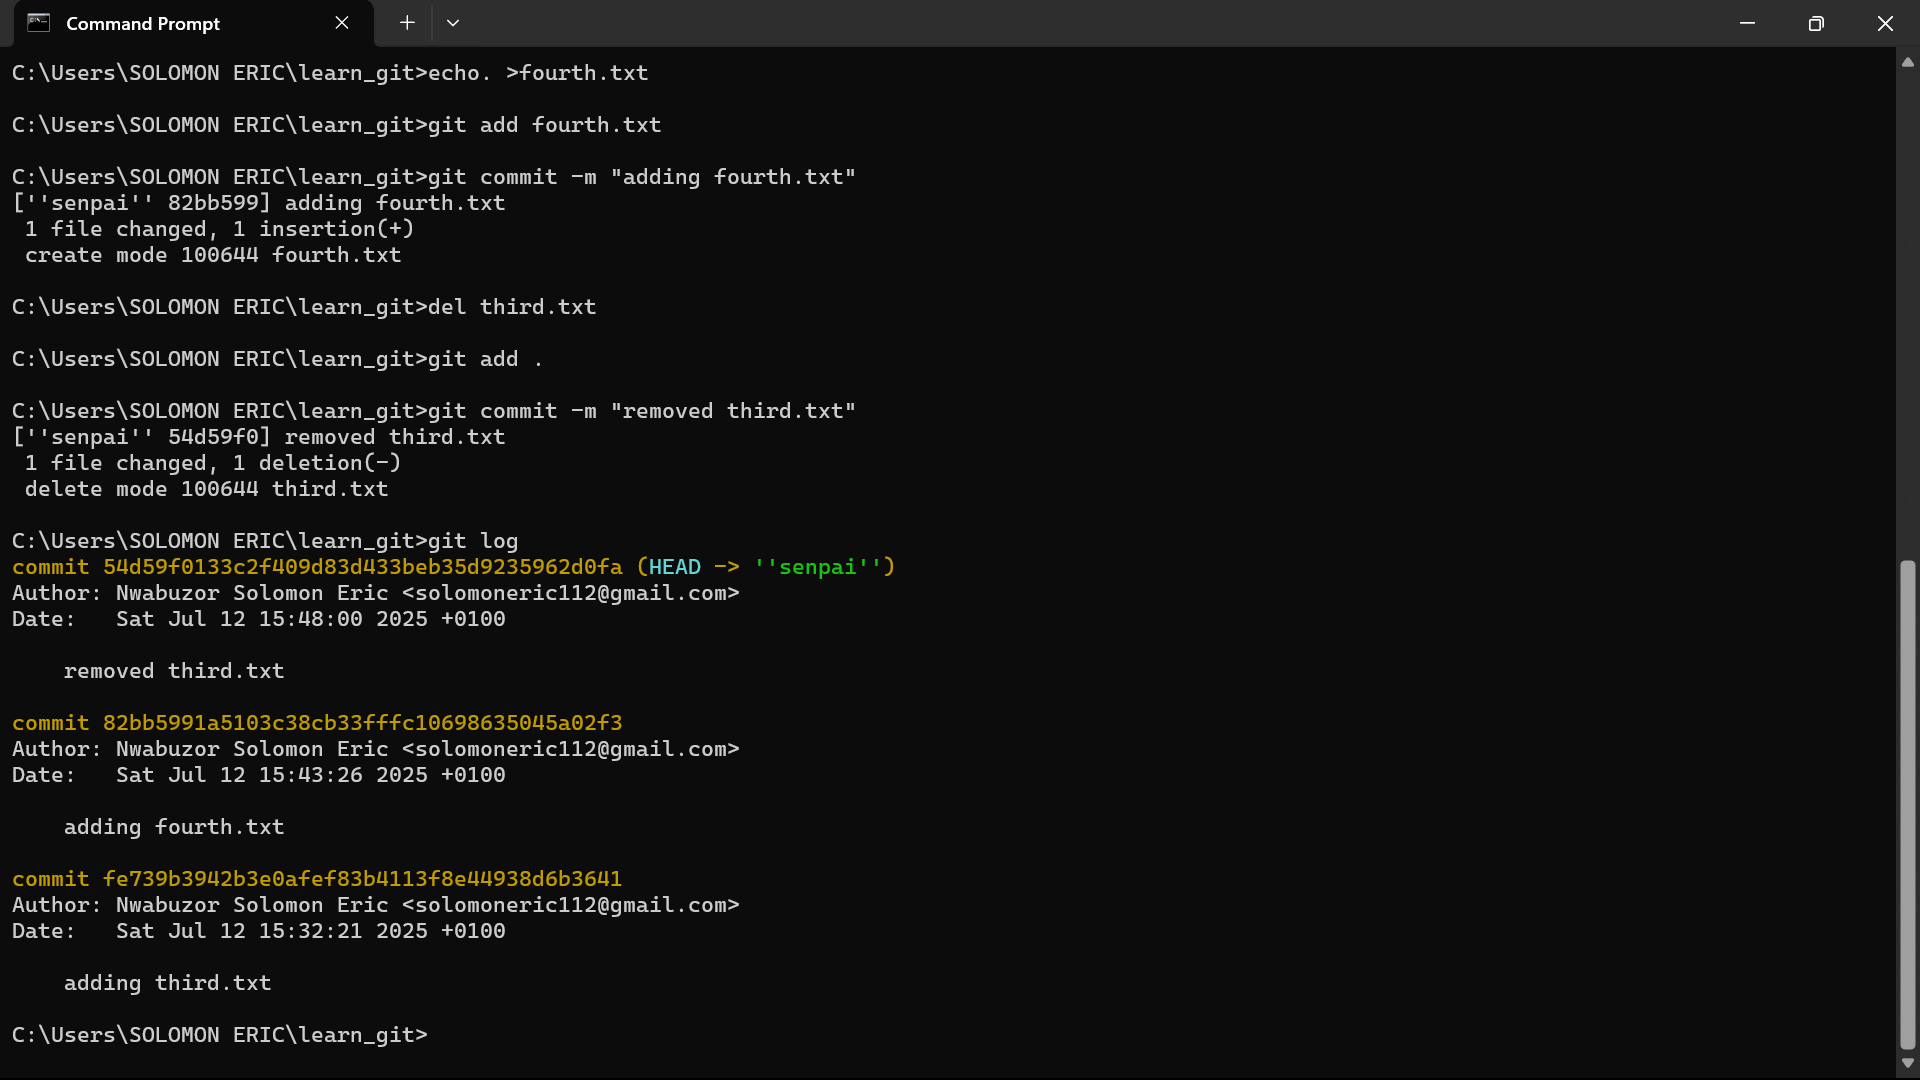 Command Prompt
C:\Users\SOLOMON ERIC\learn_git>echo. >fourth.txt
C:\Users\SOLOMON ERIC\learn_git>git add fourth.txt
C:\Users\SOLOMON ERIC\learn_git>git commit -m "adding fourth.txt"
[''senpai'' 82bb599] adding fourth.txt
 1 file changed, 1 insertion(+)
 create mode 100644 fourth.txt
C:\Users\SOLOMON ERIC\learn_git>del third.txt
C:\Users\SOLOMON ERIC\learn_git>git add .
C:\Users\SOLOMON ERIC\learn_git>git commit -m "removed third.txt"
[''senpai'' 54d59f0] removed third.txt
 1 file changed, 1 deletion(-)
 delete mode 100644 third.txt
C:\Users\SOLOMON ERIC\learn_git>git log
commit 54d59f0133c2f409d83d433beb35d9235962d0fa (HEAD -> ''senpai'')
Author: Nwabuzor Solomon Eric <solomoneric112@gmail.com>
Date:   Sat Jul 12 15:48:00 2025 +0100
    removed third.txt
commit 82bb5991a5103c38cb33fffc10698635045a02f3
Author: Nwabuzor Solomon Eric <solomoneric112@gmail.com>
Date:   Sat Jul 12 15:43:26 2025 +0100
    adding fourth.txt
commit fe739b3942b3e0afef83b4113f8e44938d6b3641
Author: Nwabuzor Solomon Eric <solomoneric112@gmail.com>
Date:   Sat Jul 12 15:32:21 2025 +0100
    adding third.txt
C:\Users\SOLOMON ERIC\learn_git>